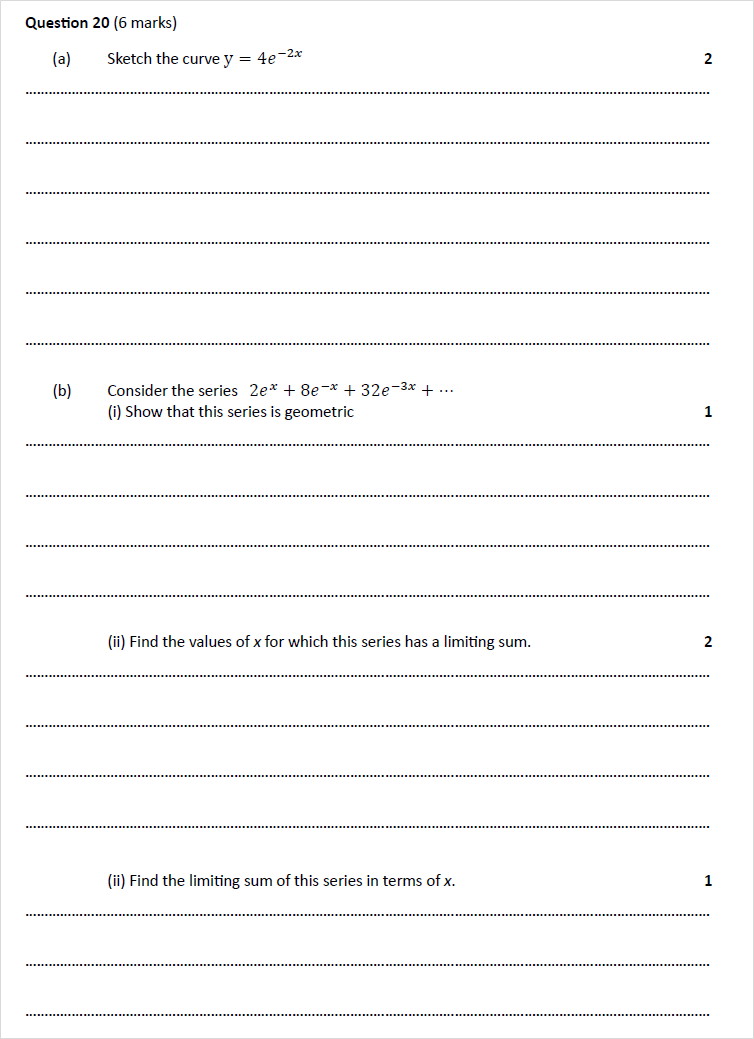 Question 20 (6 marks)
(a) Sketch the curve y = 4e⁻²ˣ 2
(b) Consider the series 2eˣ + 8e⁻ˣ + 32e⁻³ˣ + ⋯
(i) Show that this series is geometric 1
(ii) Find the values of x for which this series has a limiting sum. 2
(ii) Find the limiting sum of this series in terms of x. 1